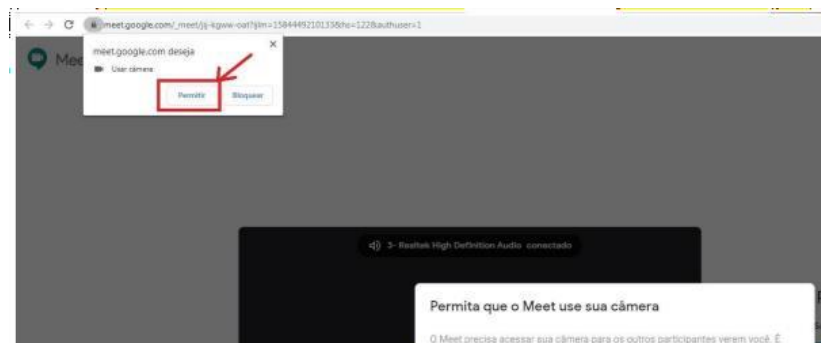 meet.google.com/_meet/jij-kgww-oat?ijlm=1584449210133&hs=122&authuser=1
meet.google.com deseja
Usar câmera
Permitir
Bloquear
Mee
3- Realtek High Definition Audio conectado
Permita que o Meet use sua câmera
O Meet precisa acessar sua câmera para os outros participantes verem você. É